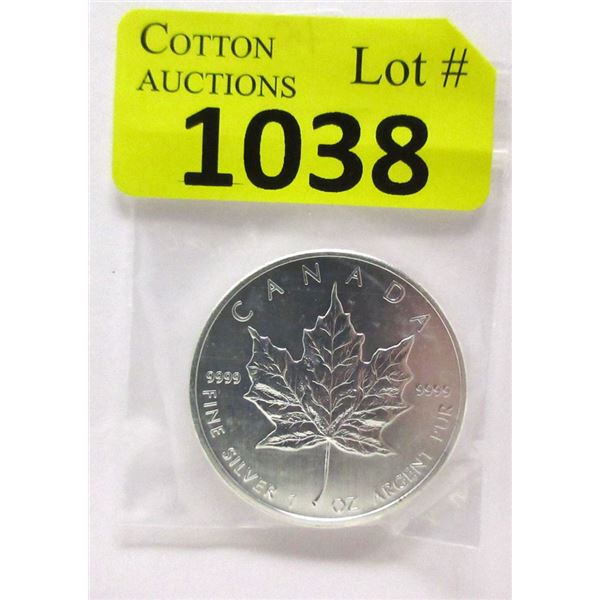 COTTON
AUCTIONS
Lot #
1038
CANADA
9999
9999
FINE SILVER 1 OZ ARGENT PUR